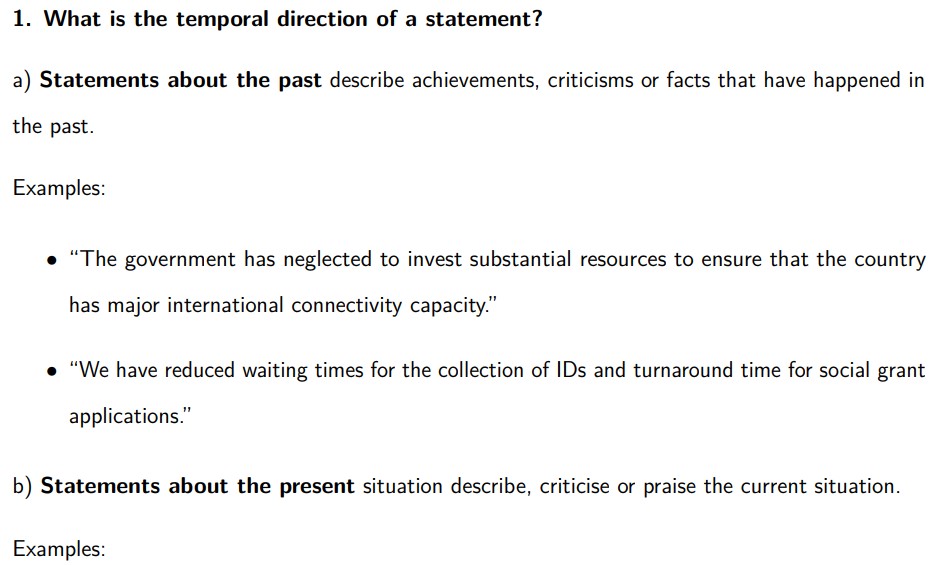 1. What is the temporal direction of a statement?
a) Statements about the past describe achievements, criticisms or facts that have happened in
the past.
Examples:
• “The government has neglected to invest substantial resources to ensure that the country
has major international connectivity capacity.”
• “We have reduced waiting times for the collection of IDs and turnaround time for social grant
applications.”
b) Statements about the present situation describe, criticise or praise the current situation.
Examples: